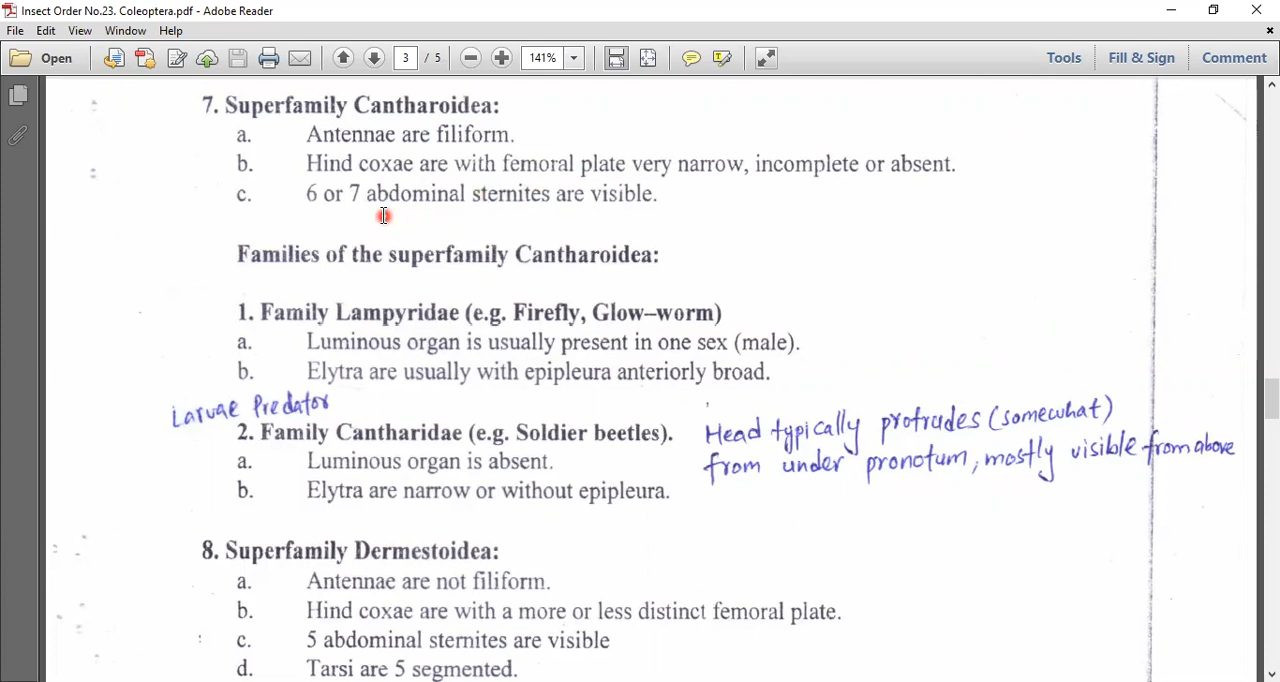 Insect Order No.23. Coleoptera.pdf - Adobe Reader
File Edit View Window Help
Open 3 / 5 141% Tools Fill & Sign Comment
7. Superfamily Cantharoidea:
a. Antennae are filiform.
b. Hind coxae are with femoral plate very narrow, incomplete or absent.
c. 6 or 7 abdominal sternites are visible.
Families of the superfamily Cantharoidea:
1. Family Lampyridae (e.g. Firefly, Glow–worm)
a. Luminous organ is usually present in one sex (male).
b. Elytra are usually with epipleura anteriorly broad.
Larvae Predator
2. Family Cantharidae (e.g. Soldier beetles).
Head typically protrudes (somewhat)
from under pronotum, mostly visible from above
a. Luminous organ is absent.
b. Elytra are narrow or without epipleura.
8. Superfamily Dermestoidea:
a. Antennae are not filiform.
b. Hind coxae are with a more or less distinct femoral plate.
c. 5 abdominal sternites are visible
d. Tarsi are 5 segmented.